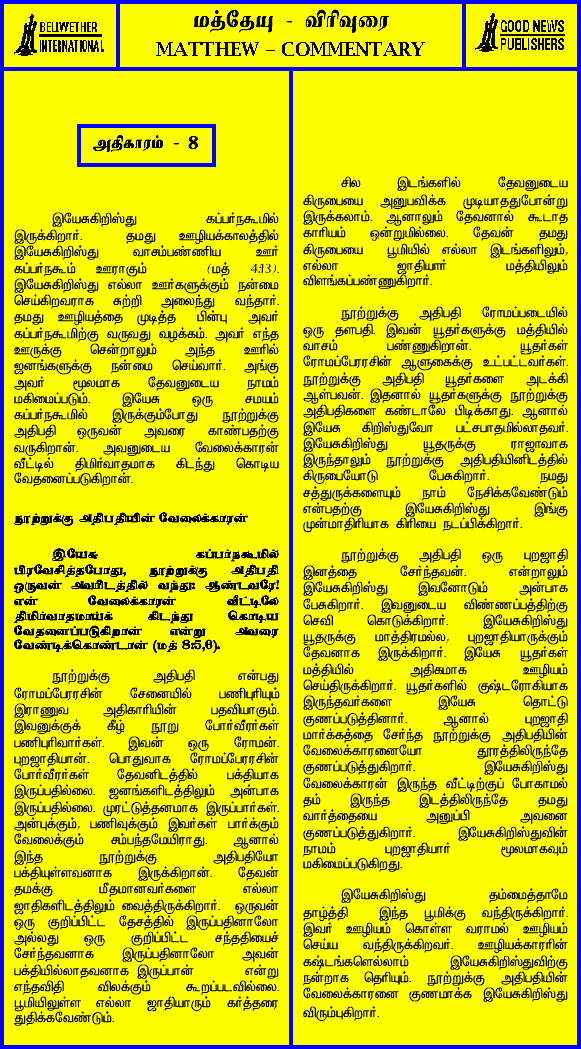 BELLWETHER
INTERNATIONAL
மத்தேயு - விரிவுரை
MATTHEW – COMMENTARY
GOOD NEWS
PUBLISHERS
அதிகாரம் - 8
இயேசுகிறிஸ்து கப்பர்நகூமில்
இருக்கிறார். தமது ஊழியக்காலத்தில்
இயேசுகிறிஸ்து வாசம்பண்ணிய ஊர்
கப்பர்நகூம் ஊராகும் (மத் 4:13).
இயேசுகிறிஸ்து எல்லா ஊர்களுக்கும் நன்மை
செய்கிறவராக சுற்றி அலைந்து வந்தார்.
தமது ஊழியத்தை முடித்த பின்பு அவர்
கப்பர்நகூமிற்கு வருவது வழக்கம். அவர் எந்த
ஊருக்கு சென்றாலும் அந்த ஊரில்
ஜனங்களுக்கு நன்மை செய்வார். அங்கு
அவர் மூலமாக தேவனுடைய நாமம்
மகிமைப்படும். இயேசு ஒரு சமயம்
கப்பர்நகூமில் இருக்கும்போது நூற்றுக்கு
அதிபதி ஒருவன் அவரை காண்பதற்கு
வருகிறான். அவனுடைய வேலைக்காரன்
வீட்டில் திமிர்வாதமாக கிடந்து கொடிய
வேதனைப்படுகிறான்.
நூற்றுக்கு அதிபதியின் வேலைக்காரன்
இயேசு கப்பர்நகூமில்
பிரவேசித்தபோது, நூற்றுக்கு அதிபதி
ஒருவன் அவரிடத்தில் வந்து: ஆண்டவரே!
என் வேலைக்காரன் வீட்டிலே
திமிர்வாதமாய்க் கிடந்து கொடிய
வேதனைப்படுகிறான் என்று அவரை
வேண்டிக்கொண்டான் (மத் 8:5,6).
நூற்றுக்கு அதிபதி என்பது
ரோமப்பேரரசின் சேனையில் பணிபுரியும்
இராணுவ அதிகாரியின் பதவியாகும்.
இவனுக்குக் கீழ் நூறு போர்வீரர்கள்
பணிபுரிவார்கள். இவன் ஒரு ரோமன்.
புறஜாதியான். பொதுவாக ரோமப்பேரரசின்
போர்வீரர்கள் தேவனிடத்தில் பக்தியாக
இருப்பதில்லை. ஜனங்களிடத்திலும் அன்பாக
இருப்பதில்லை. முரட்டுத்தனமாக இருப்பார்கள்.
அன்புக்கும், பணிவுக்கும் இவர்கள் பார்க்கும்
வேலைக்கும் சம்பந்தமேயிராது. ஆனால்
இந்த நூற்றுக்கு அதிபதியோ
பக்தியுள்ளவனாக இருக்கிறான். தேவன்
தமக்கு மீதமானவர்களை எல்லா
ஜாதிகளிடத்திலும் வைத்திருக்கிறார். ஒருவன்
ஒரு குறிப்பிட்ட தேசத்தில் இருப்பதினாலோ
அல்லது ஒரு குறிப்பிட்ட சந்ததியைச்
சேர்ந்தவனாக இருப்பதினாலோ அவன்
பக்தியில்லாதவனாக இருப்பான் என்று
எந்தவிதி விலக்கும் கூறப்படவில்லை.
பூமியிலுள்ள எல்லா ஜாதியாரும் கர்த்தரை
துதிக்கவேண்டும்.
சில இடங்களில் தேவனுடைய
கிருபையை அனுபவிக்க முடியாததுபோன்று
இருக்கலாம். ஆனாலும் தேவனால் கூடாத
காரியம் ஒன்றுமில்லை. தேவன் தமது
கிருபையை பூமியில் எல்லா இடங்களிலும்,
எல்லா ஜாதியார் மத்தியிலும்
விளங்கப்பண்ணுகிறார்.
நூற்றுக்கு அதிபதி ரோமப்படையில்
ஒரு தளபதி. இவன் யூதர்களுக்கு மத்தியில்
வாசம் பண்ணுகிறான். யூதர்கள்
ரோமப்பேரரசின் ஆளுகைக்கு உட்பட்டவர்கள்.
நூற்றுக்கு அதிபதி யூதர்களை அடக்கி
ஆள்பவன். இதனால் யூதர்களுக்கு நூற்றுக்கு
அதிபதிகளை கண்டாலே பிடிக்காது. ஆனால்
இயேசு கிறிஸ்துவோ பட்சபாதமில்லாதவர்.
இயேசுகிறிஸ்து யூதருக்கு ராஜாவாக
இருந்தாலும் நூற்றுக்கு அதிபதியினிடத்தில்
கிருபையோடு பேசுகிறார். நமது
சத்துருக்களையும் நாம் நேசிக்கவேண்டும்
என்பதற்கு இயேசுகிறிஸ்து இங்கு
முன்மாதிரியாக கிரியை நடப்பிக்கிறார்.
நூற்றுக்கு அதிபதி ஒரு புறஜாதி
இனத்தை சேர்ந்தவன். என்றாலும்
இயேசுகிறிஸ்து இவனோடும் அன்பாக
பேசுகிறார். இவனுடைய விண்ணப்பத்திற்கு
செவி கொடுக்கிறார். இயேசுகிறிஸ்து
யூதருக்கு மாத்திரமல்ல, புறஜாதியாருக்கும்
தேவனாக இருக்கிறார். இயேசு யூதர்கள்
மத்தியில் அதிகமாக ஊழியம்
செய்திருக்கிறார். யூதர்களில் குஷ்டரோகியாக
இருந்தவர்களை இயேசு தொட்டு
குணப்படுத்தினார். ஆனால் புறஜாதி
மார்க்கத்தை சேர்ந்த நூற்றுக்கு அதிபதியின்
வேலைக்காரனையோ தூரத்திலிருந்தே
குணப்படுத்துகிறார். இயேசுகிறிஸ்து
வேலைக்காரன் இருந்த வீட்டிற்குப் போகாமல்
தம் இருந்த இடத்திலிருந்தே தமது
வார்த்தையை அனுப்பி அவனை
குணப்படுத்துகிறார். இயேசுகிறிஸ்துவின்
நாமம் புறஜாதியார் மூலமாகவும்
மகிமைப்படுகிறது.
இயேசுகிறிஸ்து தம்மைத்தாமே
தாழ்த்தி இந்த பூமிக்கு வந்திருக்கிறார்.
இவர் ஊழியம் கொள்ள வராமல் ஊழியம்
செய்ய வந்திருக்கிறவர். ஊழியக்காரரின்
கஷ்டங்களெல்லாம் இயேசுகிறிஸ்துவிற்கு
நன்றாக தெரியும். நூற்றுக்கு அதிபதியின்
வேலைக்காரனை குணமாக்க இயேசுகிறிஸ்து
விரும்புகிறார்.